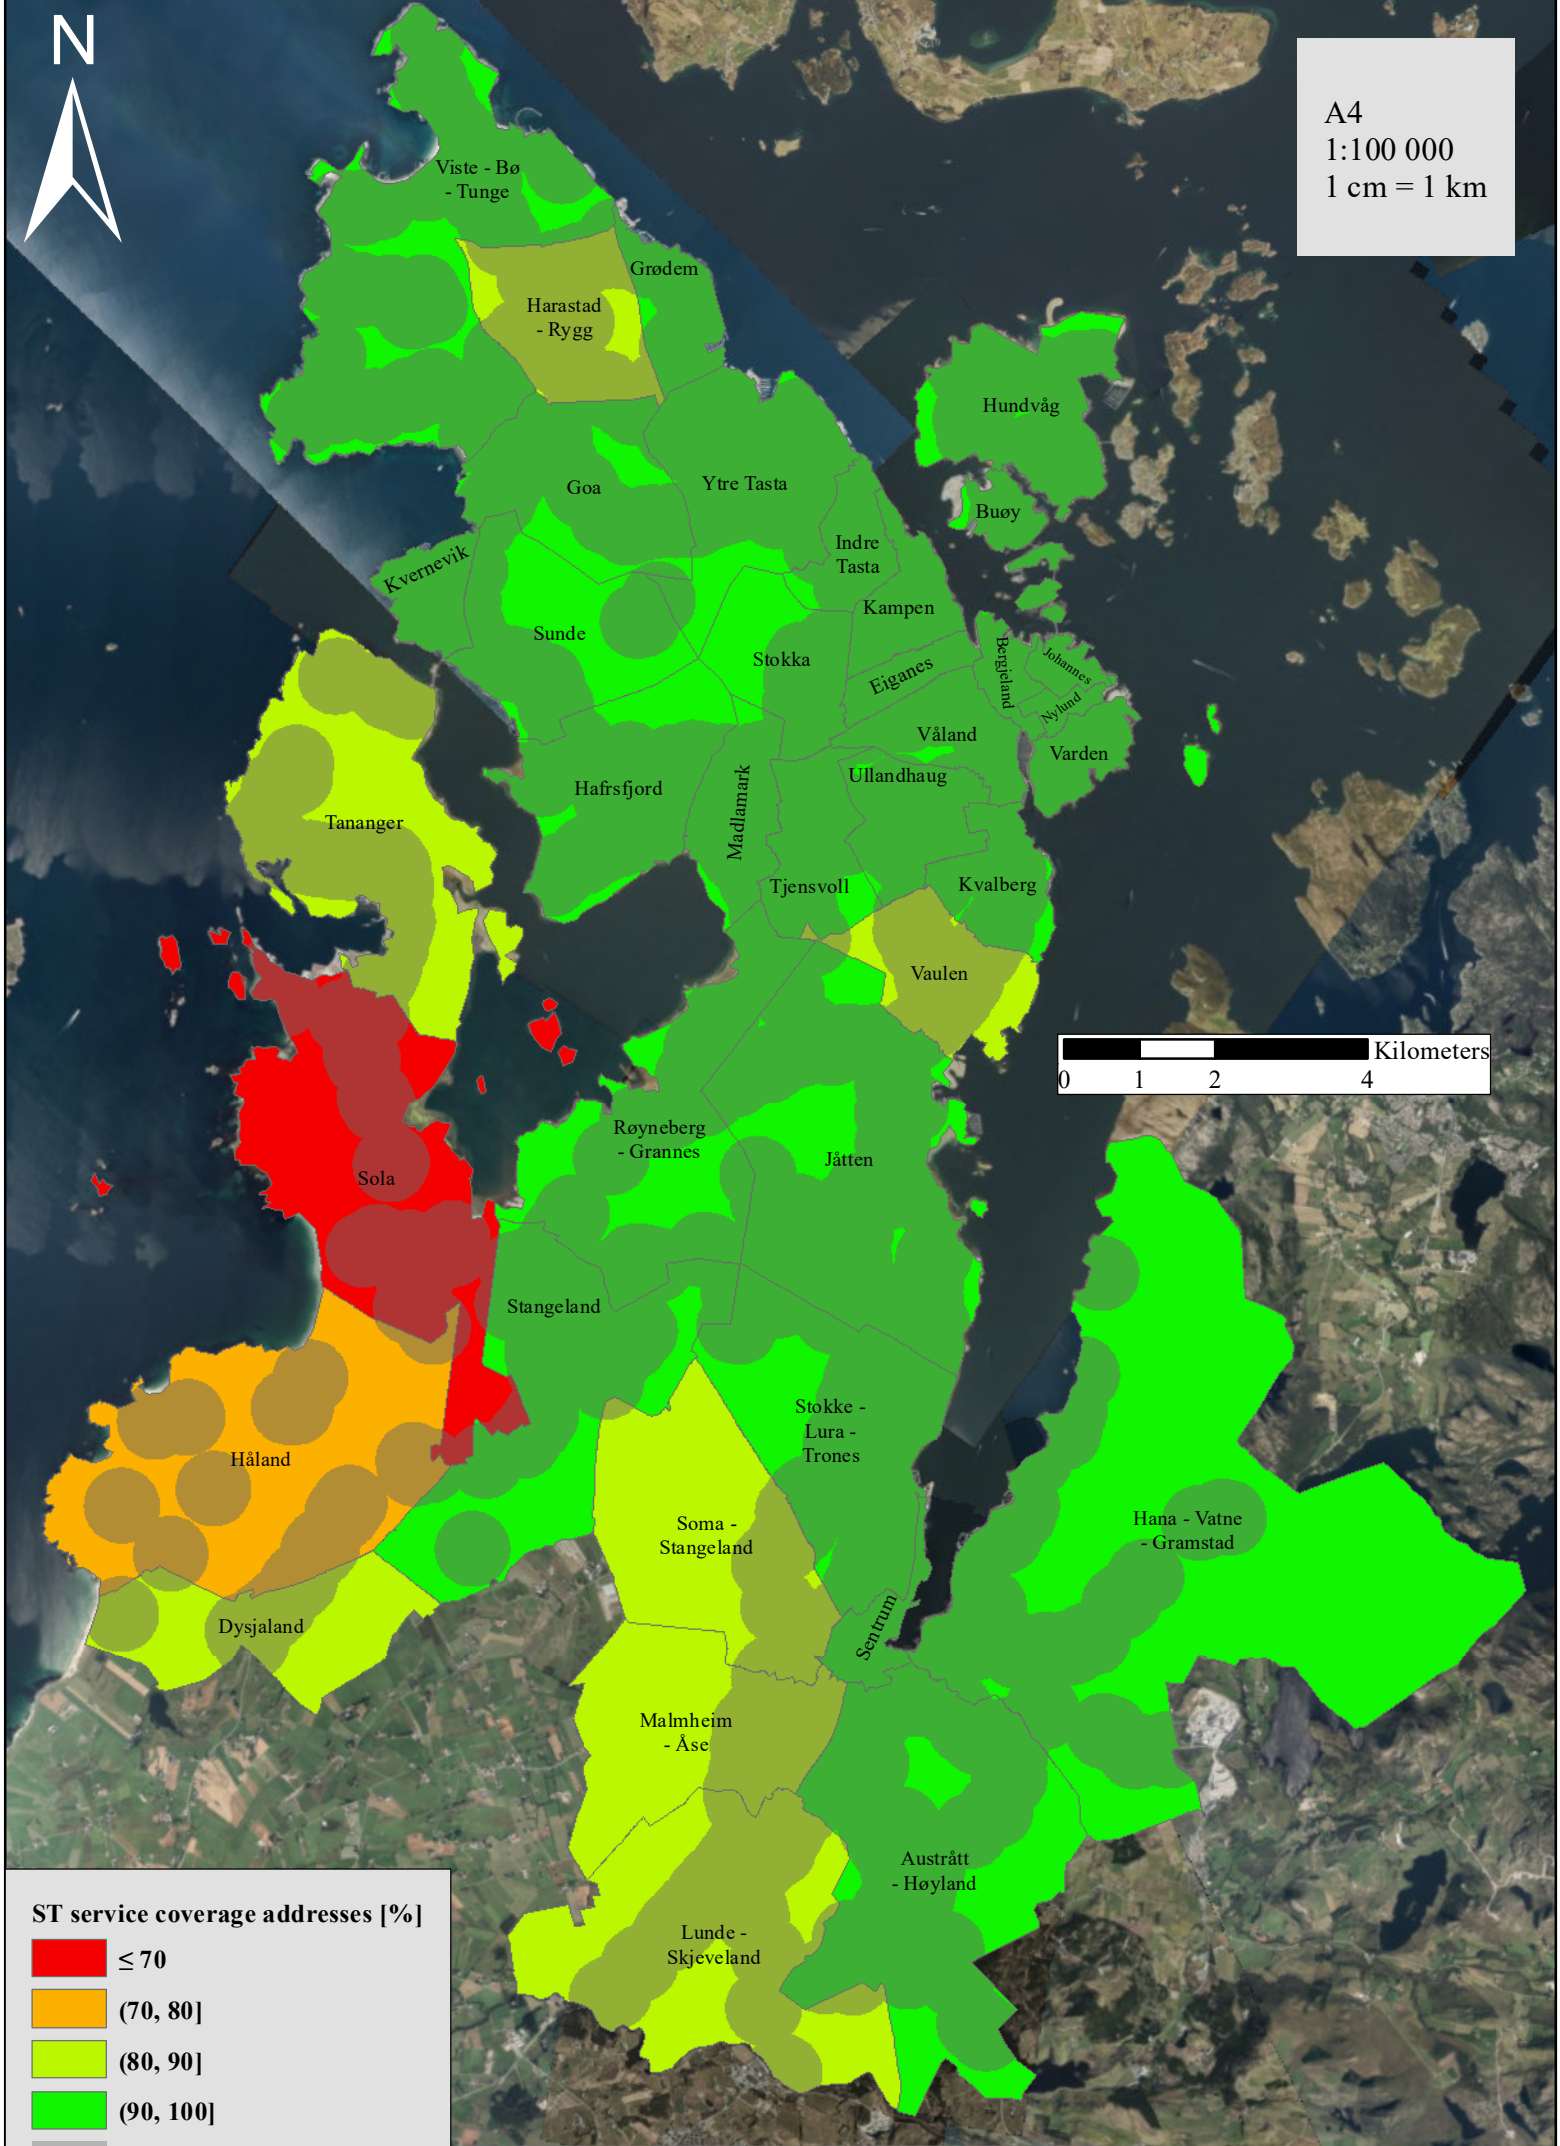 N
A4
1:100 000
1 cm = 1 km
Viste - Bø
- Tunge
Grødem
Harastad
- Rygg
Hundvåg
Goa
Ytre Tasta
Buøy
Indre
Tasta
Kvernevik
Kampen
Sunde
Stokka
Eiganes
Bergjeland
Johannes
Nylund
Våland
Varden
Ullandhaug
Hafrsfjord
Madlamark
Tananger
Tjensvoll
Kvalberg
Vaulen
Kilometers
0 1 2 4
Røyneberg
- Grannes
Jåtten
Sola
Stangeland
Stokke -
Lura -
Trones
Håland
Soma -
Stangeland
Hana - Vatne
- Gramstad
Dysjaland
Sentrum
Malmheim
- Åse
Austrått
- Høyland
Lunde -
Skjeveland
ST service coverage addresses [%]
≤ 70
(70, 80]
(80, 90]
(90, 100]